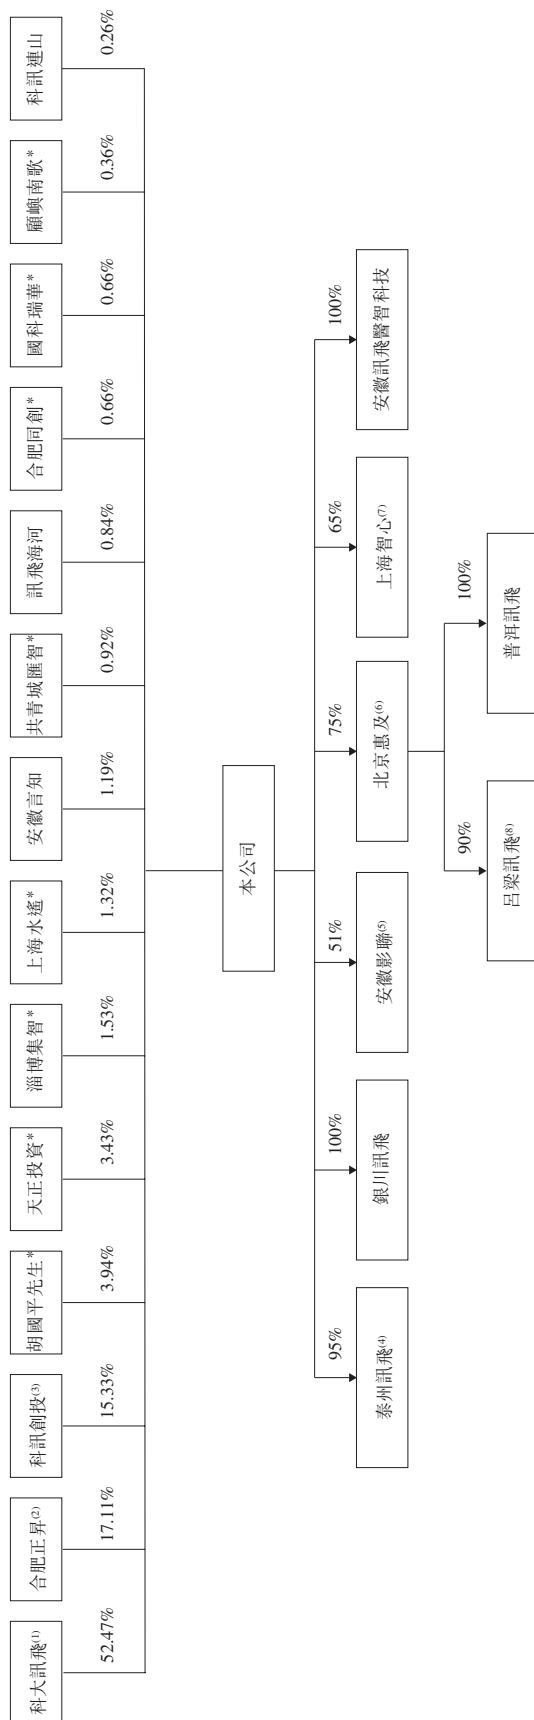 科大訊飛(1)
合肥正昇(2)
科訊創投(3)
胡國平先生*
天正投資*
淄博集智*
上海水遙*
安徽言知
共青城匯智*
訊飛海河
合肥同創*
國科瑞華*
顧嶼南歌*
科訊連山
52.47%
17.11%
15.33%
3.94%
3.43%
1.53%
1.32%
1.19%
0.92%
0.84%
0.66%
0.66%
0.36%
0.26%
本公司
95%
100%
51%
75%
65%
100%
泰州訊飛(4)
銀川訊飛
安徽影聯(5)
北京惠及(6)
上海智心(7)
安徽訊飛醫智科技
90%
100%
呂梁訊飛(8)
普洱訊飛